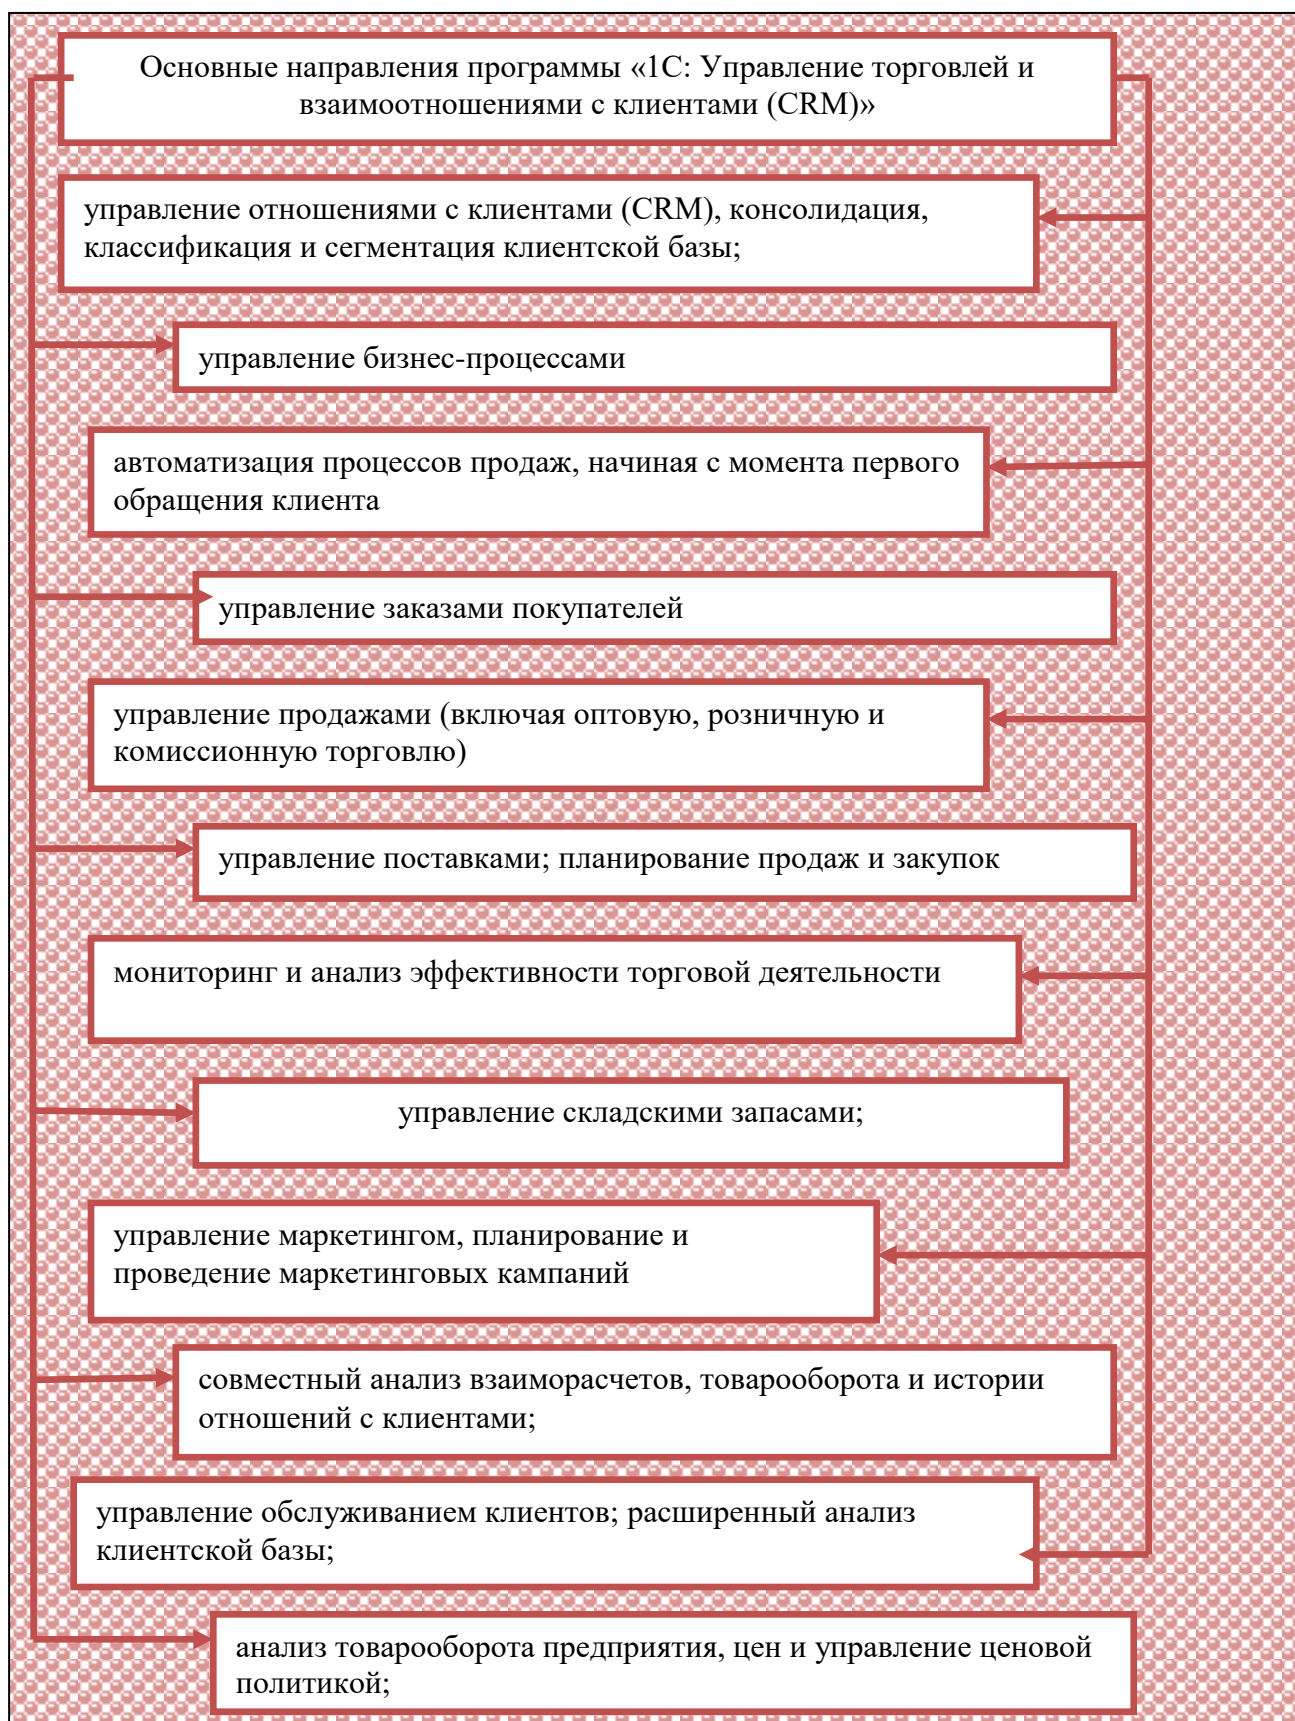 Основные направления программы «1С: Управление торговлей и
взаимоотношениями с клиентами (CRM)»
управление отношениями с клиентами (CRM), консолидация,
классификация и сегментация клиентской базы;
управление бизнес-процессами
автоматизация процессов продаж, начиная с момента первого
обращения клиента
управление заказами покупателей
управление продажами (включая оптовую, розничную и
комиссионную торговлю)
управление поставками; планирование продаж и закупок
мониторинг и анализ эффективности торговой деятельности
управление складскими запасами;
управление маркетингом, планирование и
проведение маркетинговых кампаний
совместный анализ взаиморасчетов, товарооборота и истории
отношений с клиентами;
управление обслуживанием клиентов; расширенный анализ
клиентской базы;
анализ товарооборота предприятия, цен и управление ценовой
политикой;